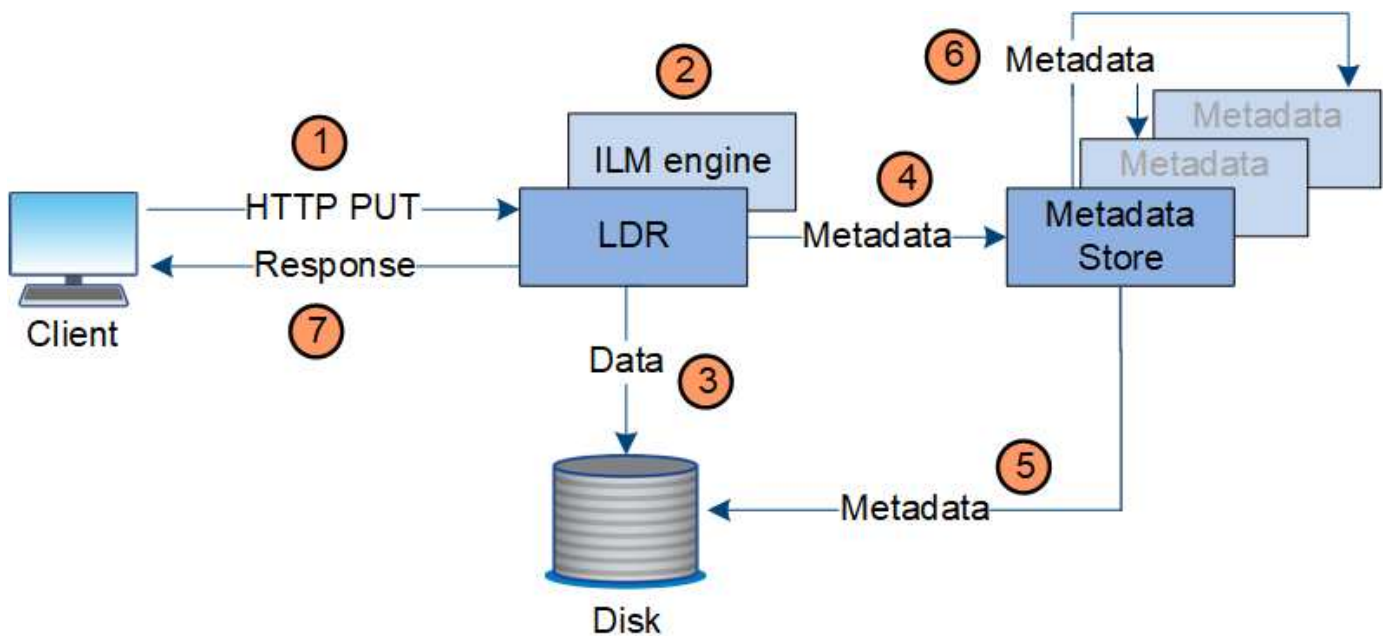 6
Metadata
2
Metadata
1
ILM engine
Metadata
4
HTTP PUT
LDR
Metadata
Metadata
Store
Response
Client
7
Data
3
5
Metadata
Disk